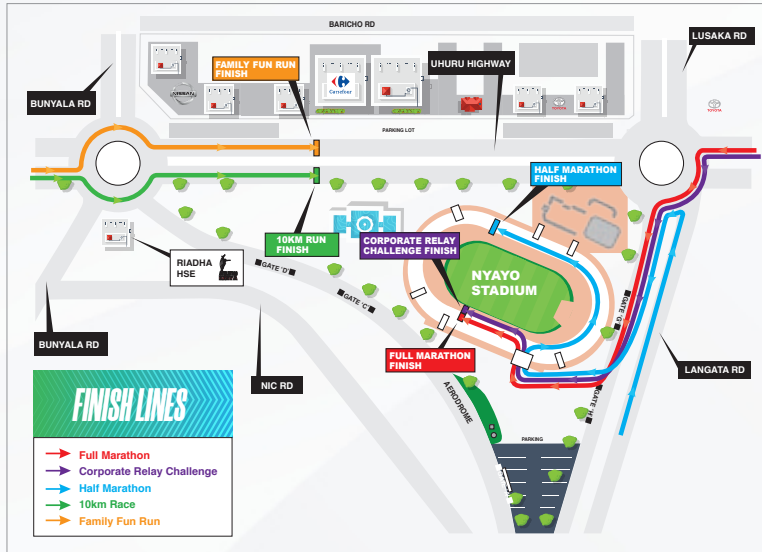 BARICHO RD
LUSAKA RD
FAMILY FUN RUN
FINISH
UHURU HIGHWAY
BUNYALA RD
NISSAN
Carrefour
TOYOTA
TOYOTA
PARKING LOT
HALF MARATHON
FINISH
10KM RUN
FINISH
CORPORATE RELAY
CHALLENGE FINISH
RIADHA
HSE
GATE 'D'
NYAYO
STADIUM
GATE 'C'
GATE 'G'
BUNYALA RD
FULL MARATHON
FINISH
LANGATA RD
NIC RD
AERODROME
GATE 'H'
PARKING
FINISH LINES
Full Marathon
Corporate Relay Challenge
Half Marathon
10km Race
Family Fun Run